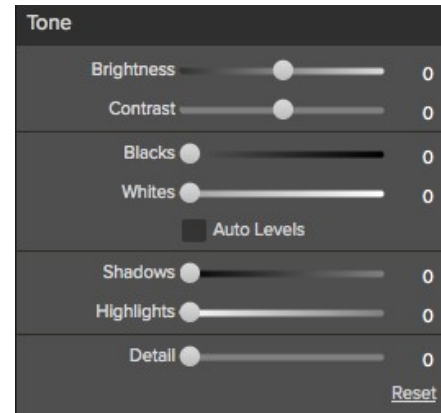 Tone
Brightness 0
Contrast 0
Blacks 0
Whites 0
Auto Levels
Shadows 0
Highlights 0
Detail 0
Reset